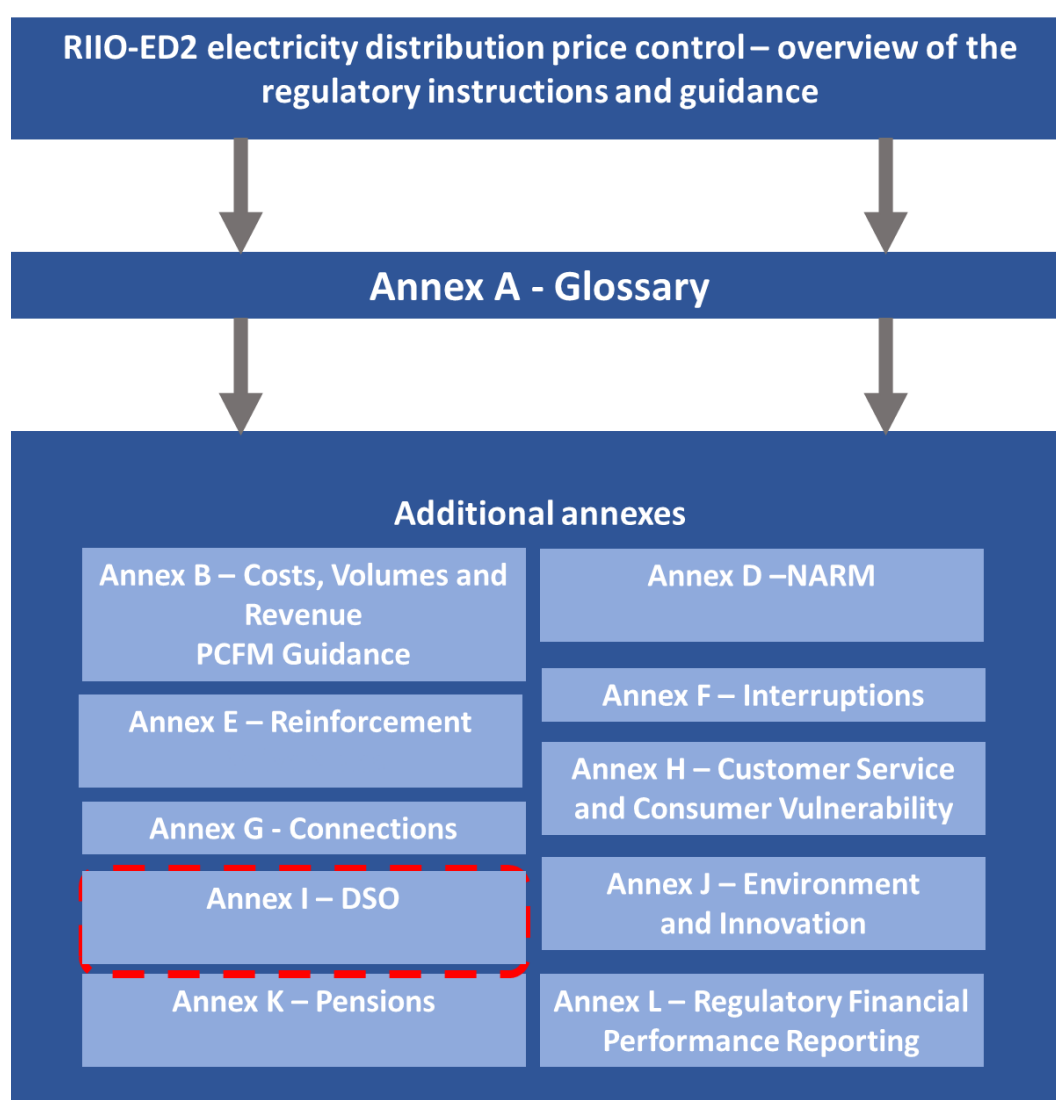 RIIO-ED2 electricity distribution price control – overview of the
regulatory instructions and guidance
Annex A - Glossary
Additional annexes
Annex B – Costs, Volumes and
Revenue
PCFM Guidance
Annex D –NARM
Annex E – Reinforcement
Annex F – Interruptions
Annex G - Connections
Annex H – Customer Service
and Consumer Vulnerability
Annex I – DSO
Annex J – Environment
and Innovation
Annex K – Pensions
Annex L – Regulatory Financial
Performance Reporting